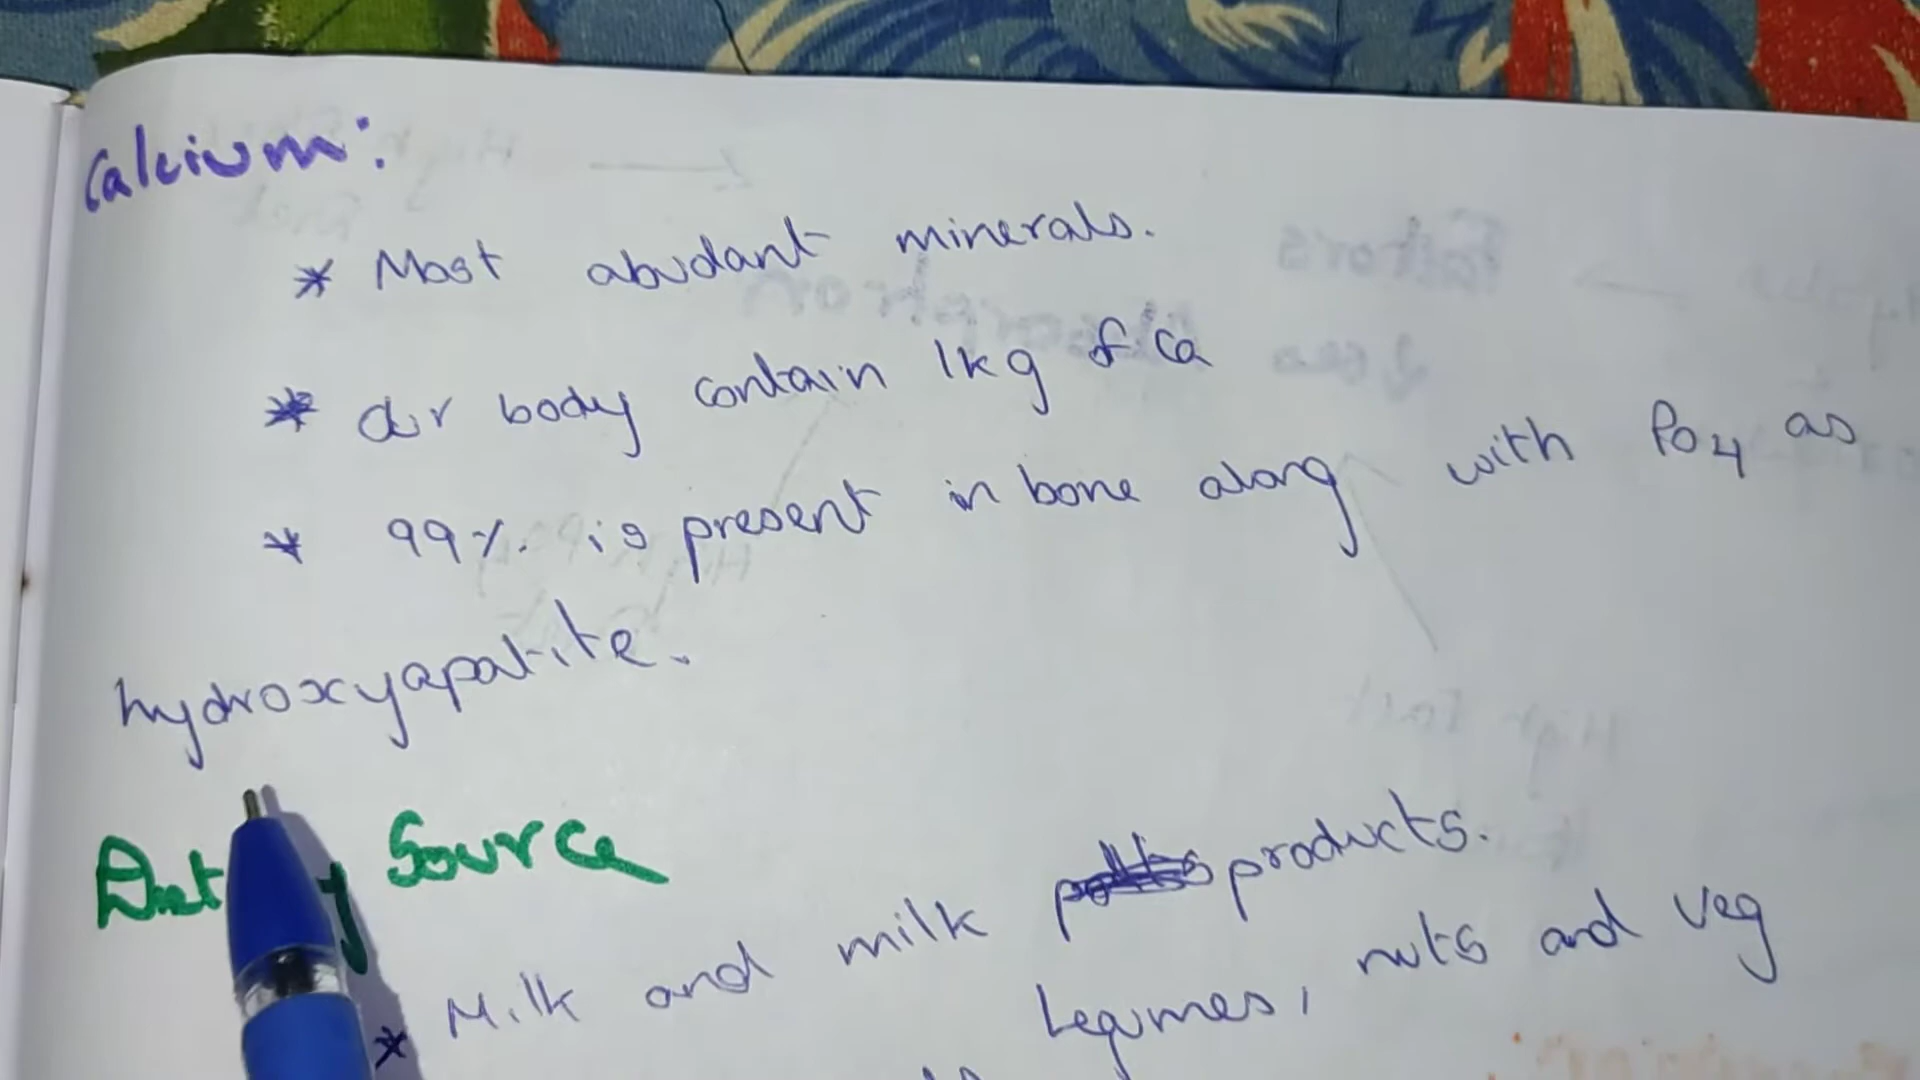 Calcium:
* Most abudant minerals.
* Our body contain 1kg of Ca
* 99%. is present in bone along with PO4 as
hydroxyapatite.
Source
* Milk and milk products.
Legumes, nuts and veg